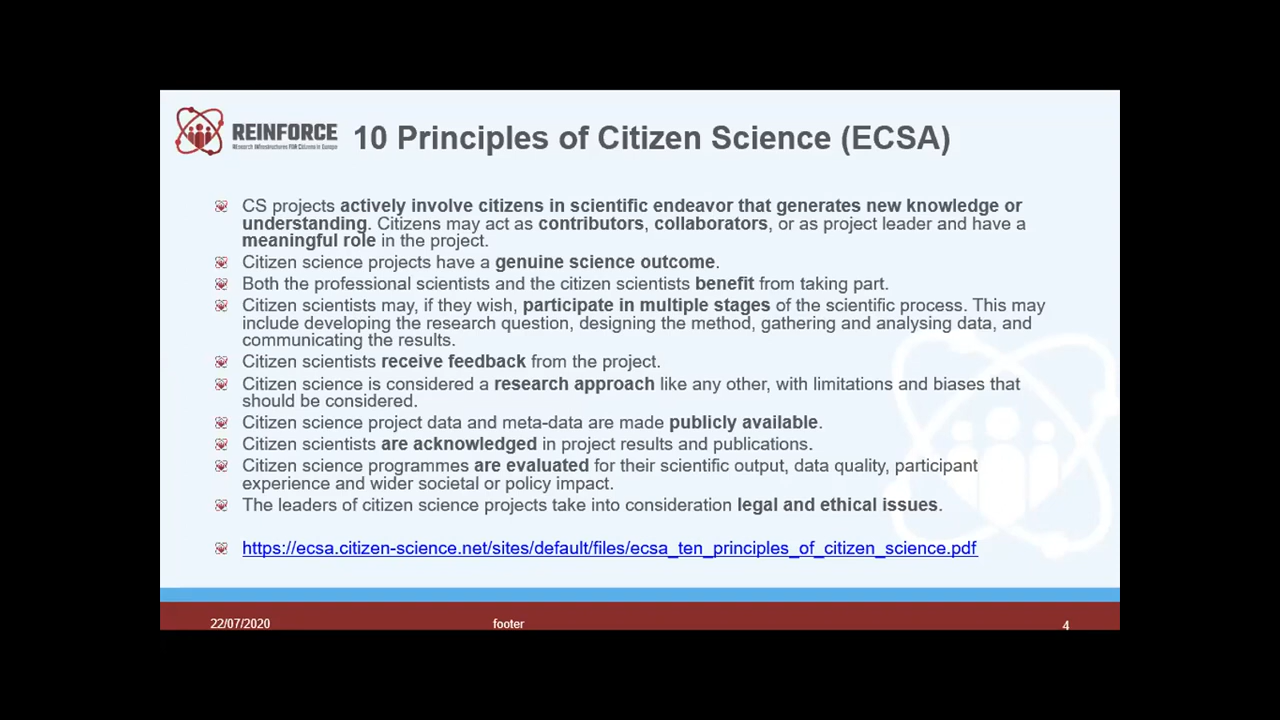 REINFORCE
Research Infrastructures FOR Citizens in Europe
10 Principles of Citizen Science (ECSA)
CS projects actively involve citizens in scientific endeavor that generates new knowledge or
understanding. Citizens may act as contributors, collaborators, or as project leader and have a
meaningful role in the project.
Citizen science projects have a genuine science outcome.
Both the professional scientists and the citizen scientists benefit from taking part.
Citizen scientists may, if they wish, participate in multiple stages of the scientific process. This may
include developing the research question, designing the method, gathering and analysing data, and
communicating the results.
Citizen scientists receive feedback from the project.
Citizen science is considered a research approach like any other, with limitations and biases that
should be considered.
Citizen science project data and meta-data are made publicly available.
Citizen scientists are acknowledged in project results and publications.
Citizen science programmes are evaluated for their scientific output, data quality, participant
experience and wider societal or policy impact.
The leaders of citizen science projects take into consideration legal and ethical issues.
https://ecsa.citizen-science.net/sites/default/files/ecsa_ten_principles_of_citizen_science.pdf
22/07/2020
footer
4